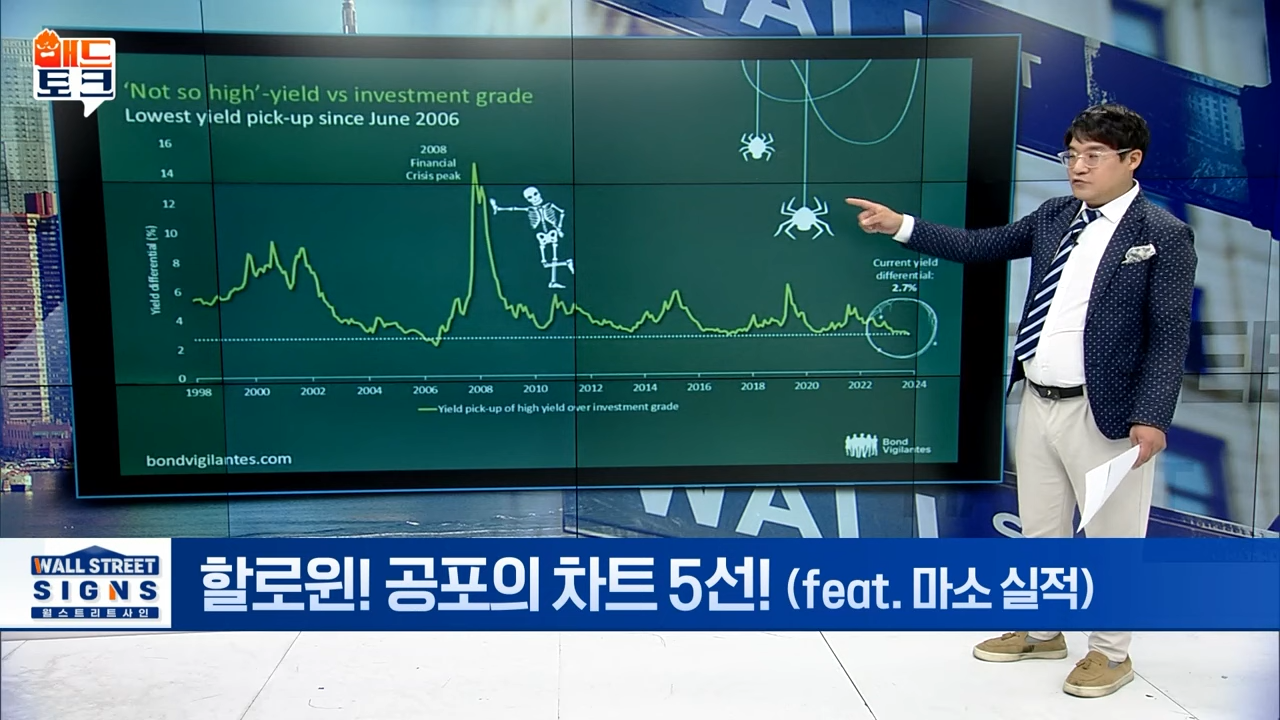 매드
토크
WALL
'Not so high'-yield vs investment grade
Lowest yield pick-up since June 2006
16
14
12
10
8
6
4
2
0
Yield differential (%)
2008
Financial
Crisis peak
Current yield
differential:
2.7%
1998 2000 2002 2004 2006 2008 2010 2012 2014 2016 2018 2020 2022 2024
Yield pick-up of high yield over investment grade
bondvigilantes.com
Bond
Vigilantes
WALL S
WALL STREET
SIGNS
월스트리트사인
할로윈! 공포의 차트 5선! (feat. 마소 실적)